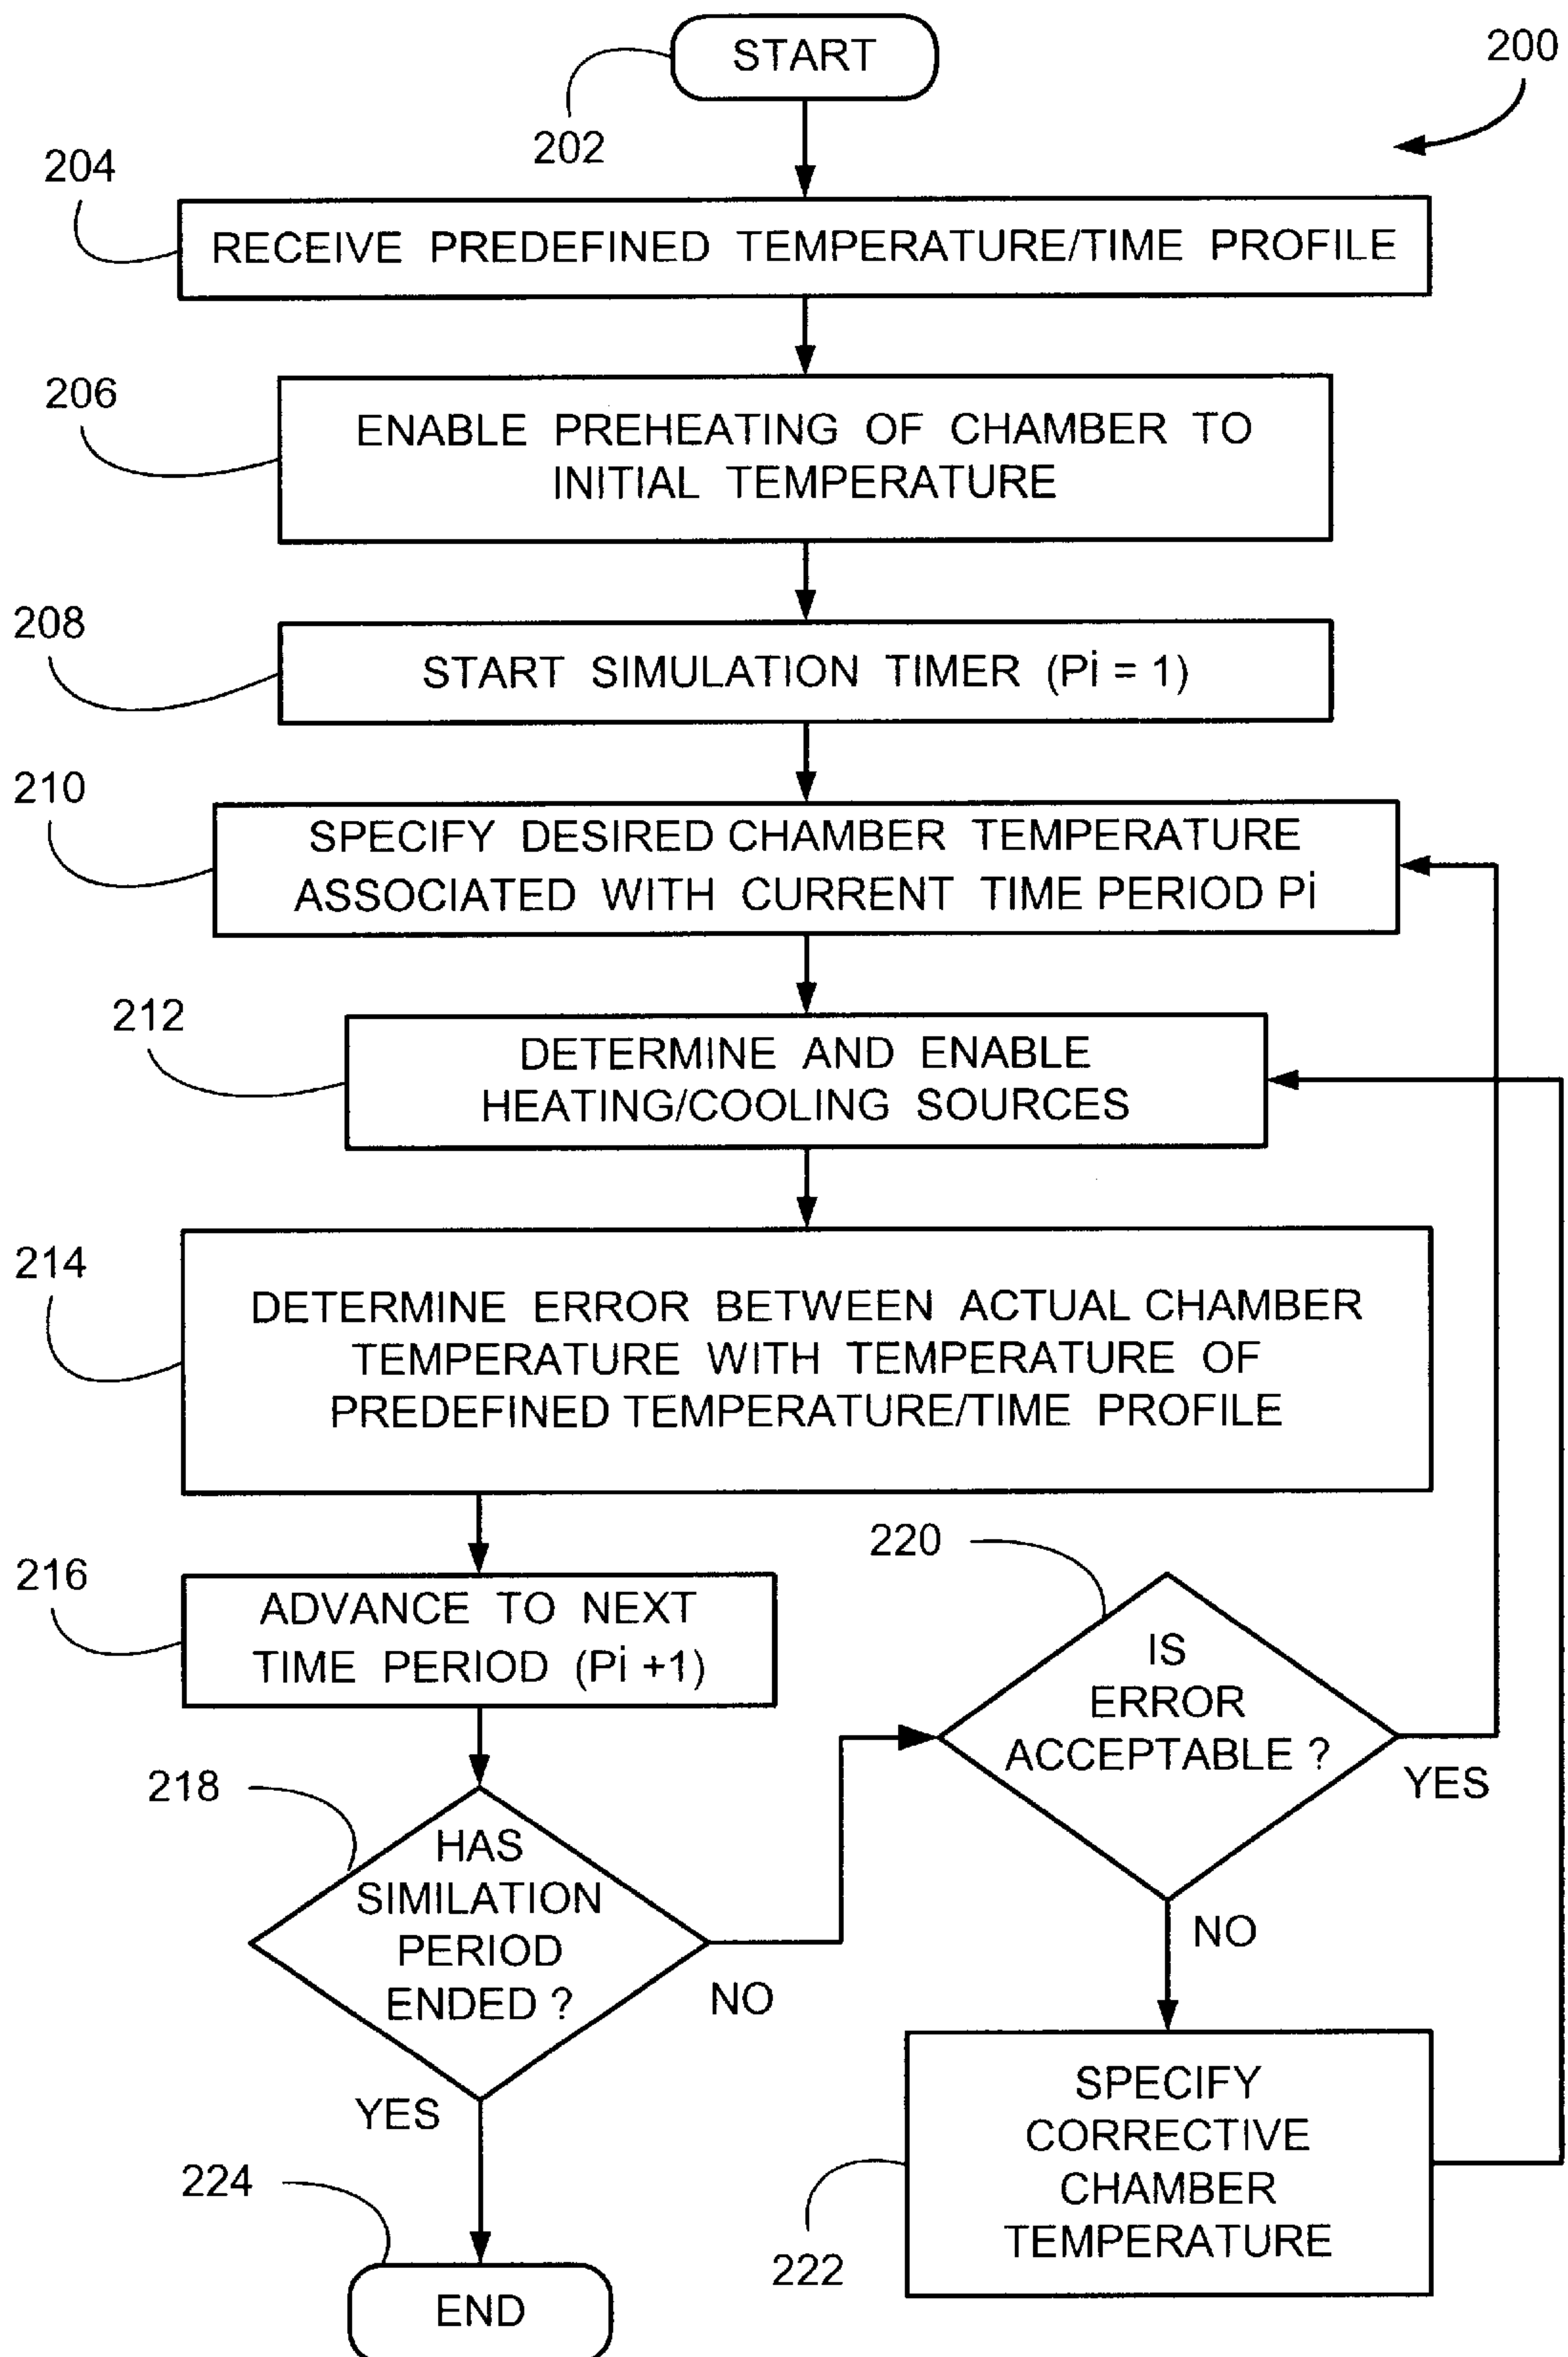 START
200
202
204
RECEIVE PREDEFINED TEMPERATURE/TIME PROFILE
206
ENABLE PREHEATING OF CHAMBER TO
INITIAL TEMPERATURE
208
START SIMULATION TIMER (Pi = 1)
210
SPECIFY DESIRED CHAMBER TEMPERATURE
ASSOCIATED WITH CURRENT TIME PERIOD Pi
212
DETERMINE AND ENABLE
HEATING/COOLING SOURCES
214
DETERMINE ERROR BETWEEN ACTUAL CHAMBER
TEMPERATURE WITH TEMPERATURE OF
PREDEFINED TEMPERATURE/TIME PROFILE
216
ADVANCE TO NEXT
TIME PERIOD (Pi +1)
218
HAS
SIMILATION
PERIOD
ENDED ?
NO
YES
220
IS
ERROR
ACCEPTABLE ?
YES
NO
222
SPECIFY
CORRECTIVE
CHAMBER
TEMPERATURE
224
END